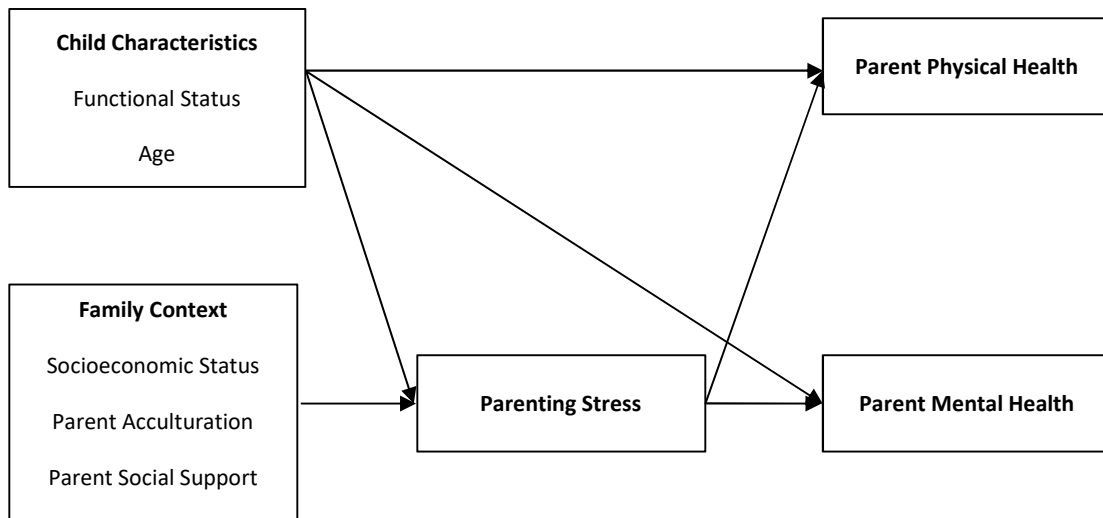 Child Characteristics
Functional Status
Age
Parent Physical Health
Family Context
Socioeconomic Status
Parent Acculturation
Parent Social Support
Parenting Stress
Parent Mental Health